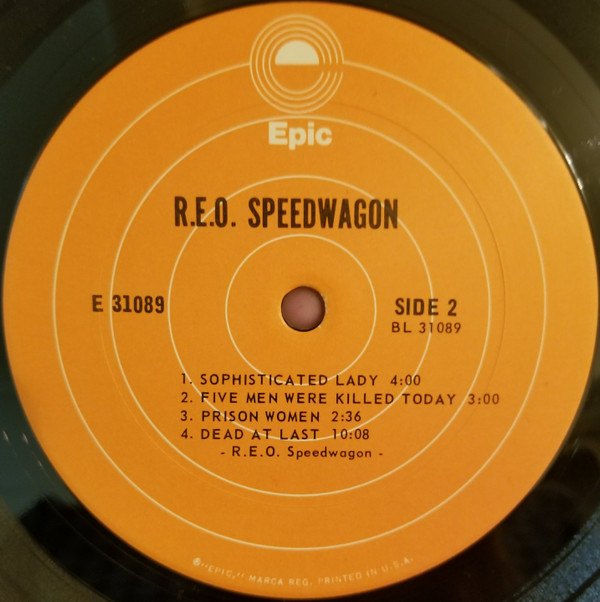 Epic
R.E.O. SPEEDWAGON
E 31089
SIDE 2
BL 31089
1. SOPHISTICATED LADY 4:00
2. FIVE MEN WERE KILLED TODAY 3:00
3. PRISON WOMEN 2:36
4. DEAD AT LAST 10:08
- R.E.O. Speedwagon -
℗"EPIC," MARCA REG. PRINTED IN U.S.A.